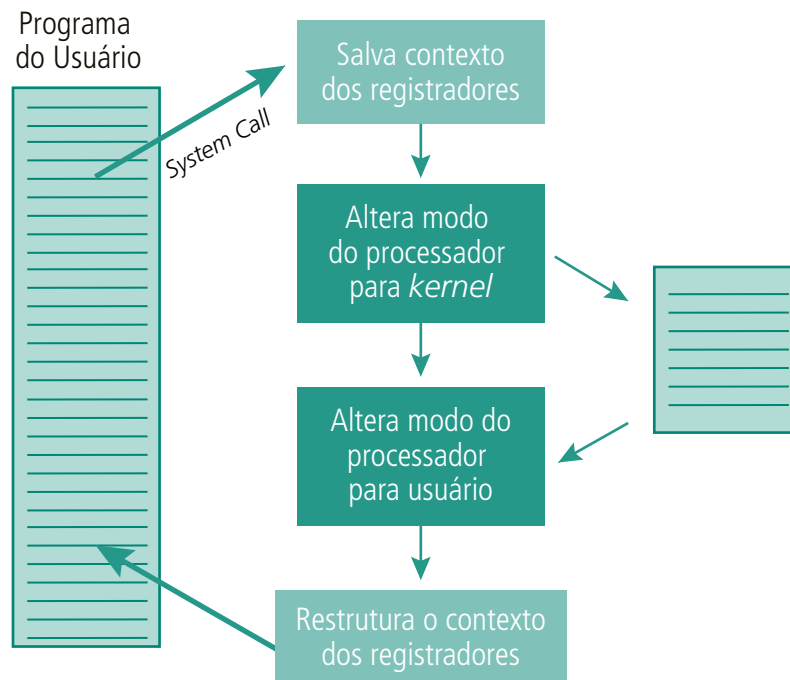 Programa
do Usuário
System Call
Salva contexto
dos registradores
Altera modo
do processador
para kernel
Altera modo do
processador
para usuário
Restrutura o contexto
dos registradores